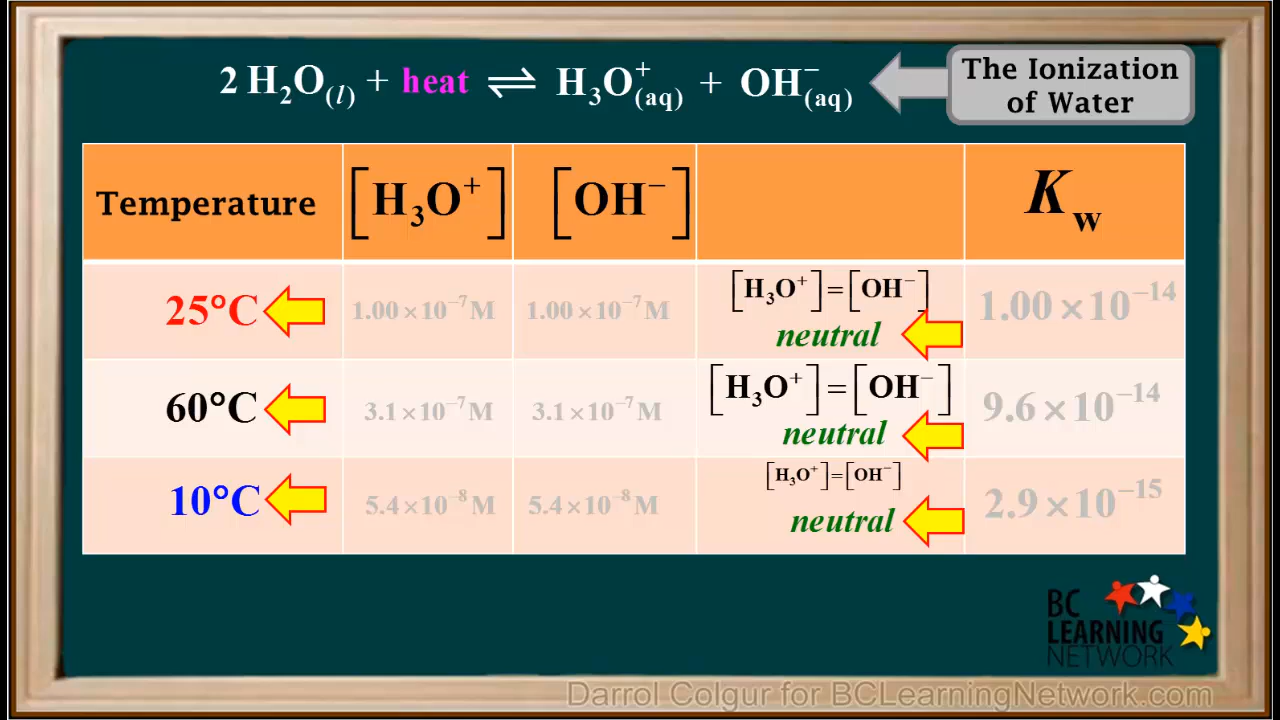 2 H₂O(l) + heat ⇌ H₃O⁺(aq) + OH⁻(aq)
The Ionization
of Water
Temperature [H₃O⁺] [OH⁻] Kw
25°C 1.00 × 10⁻⁷ M 1.00 × 10⁻⁷ M [H₃O⁺] = [OH⁻] 1.00 × 10⁻¹⁴
neutral
60°C 3.1 × 10⁻⁷ M 3.1 × 10⁻⁷ M [H₃O⁺] = [OH⁻] 9.6 × 10⁻¹⁴
neutral
10°C 5.4 × 10⁻⁸ M 5.4 × 10⁻⁸ M [H₃O⁺] = [OH⁻] 2.9 × 10⁻¹⁵
neutral
BC
LEARNING
NETWORK
Darrol Colgur for BCLearningNetwork.com